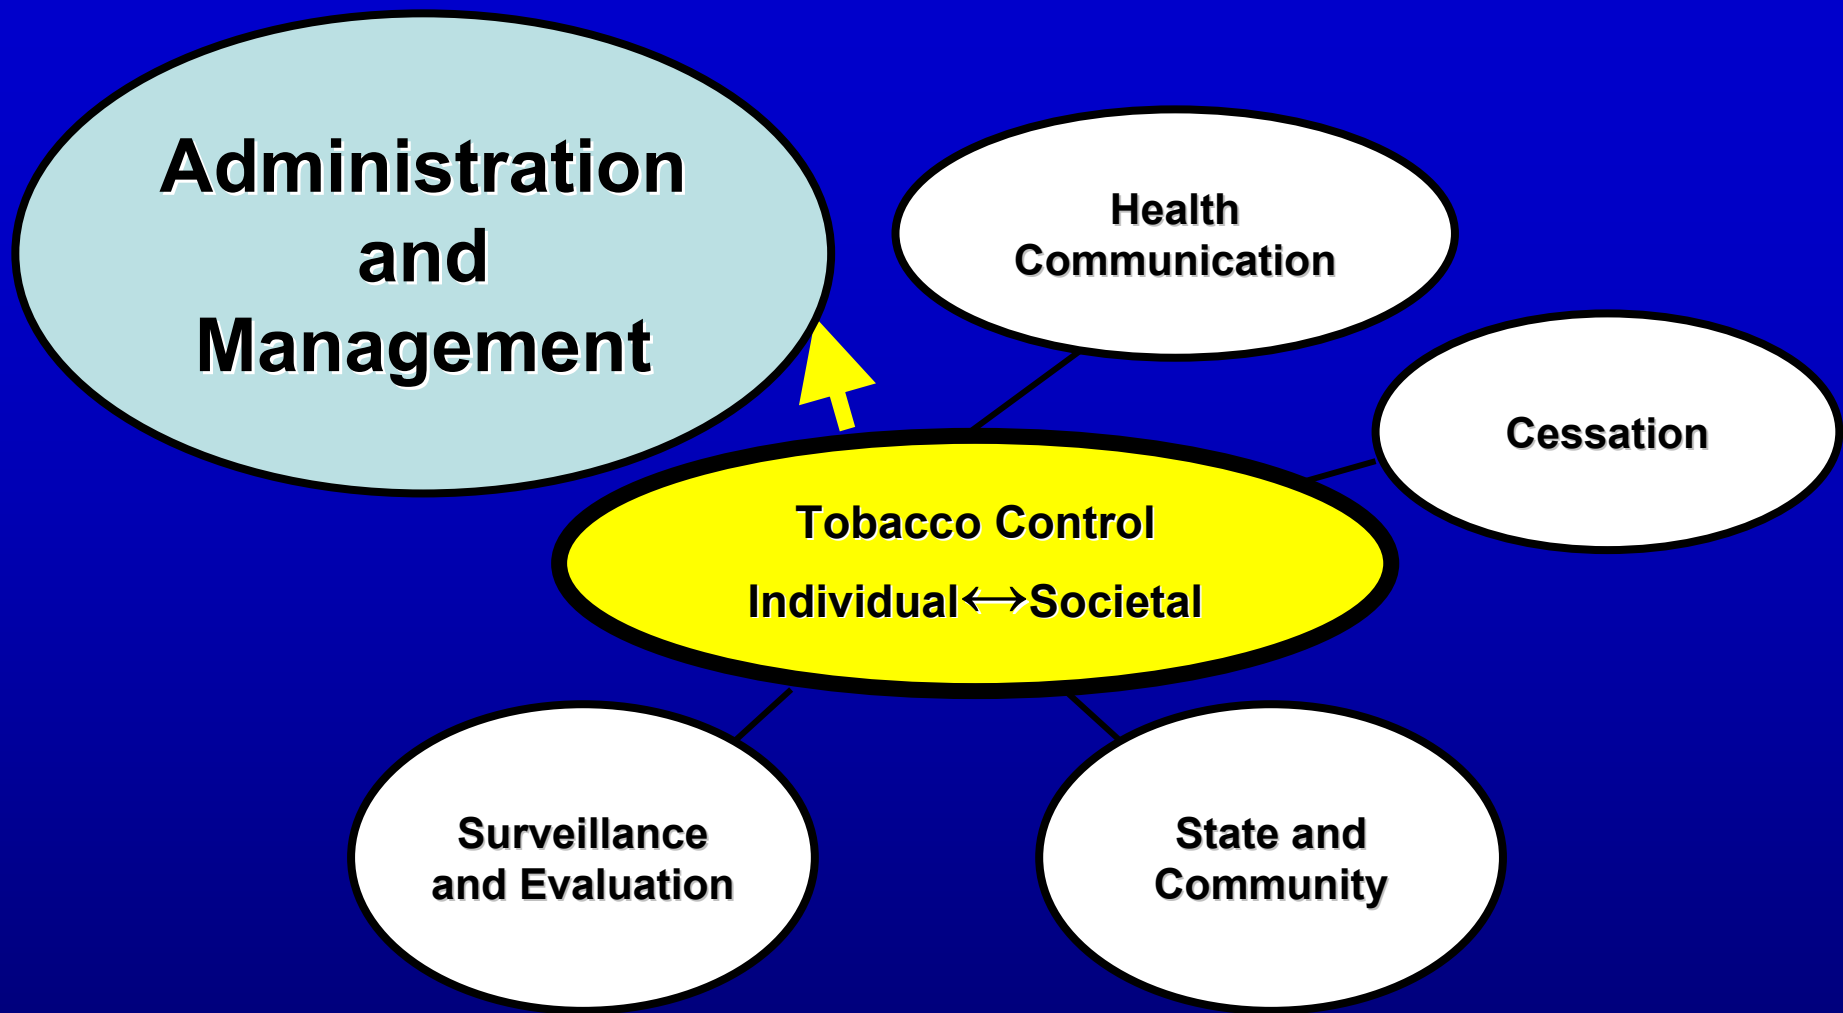 Administration
and
Management
Health
Communication
Cessation
Tobacco Control
Individual↔Societal
Surveillance
and Evaluation
State and
Community